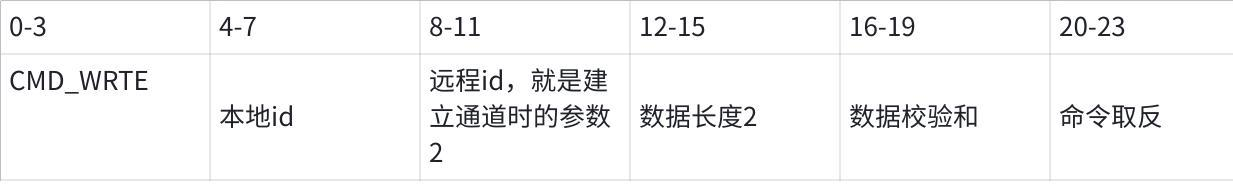 0-3
4-7
8-11
12-15
16-19
20-23
CMD_WRTE
本地id
远程id，就是建
立通道时的参数
2
数据长度2
数据校验和
命令取反